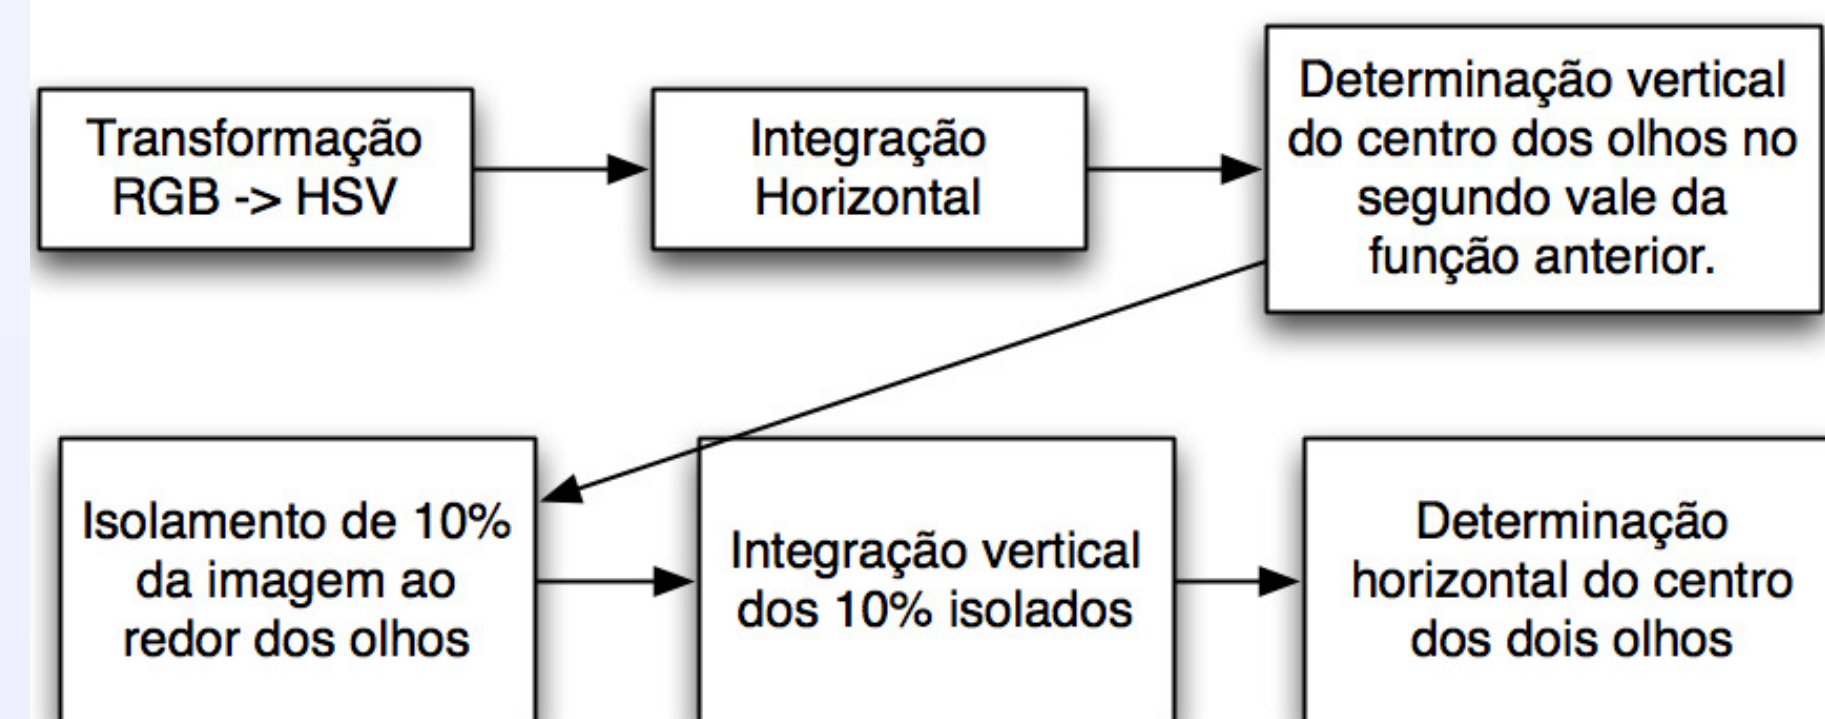 Transformação
RGB -> HSV
Integração
Horizontal
Determinação vertical
do centro dos olhos no
segundo vale da
função anterior.
Isolamento de 10%
da imagem ao
redor dos olhos
Integração vertical
dos 10% isolados
Determinação
horizontal do centro
dos dois olhos